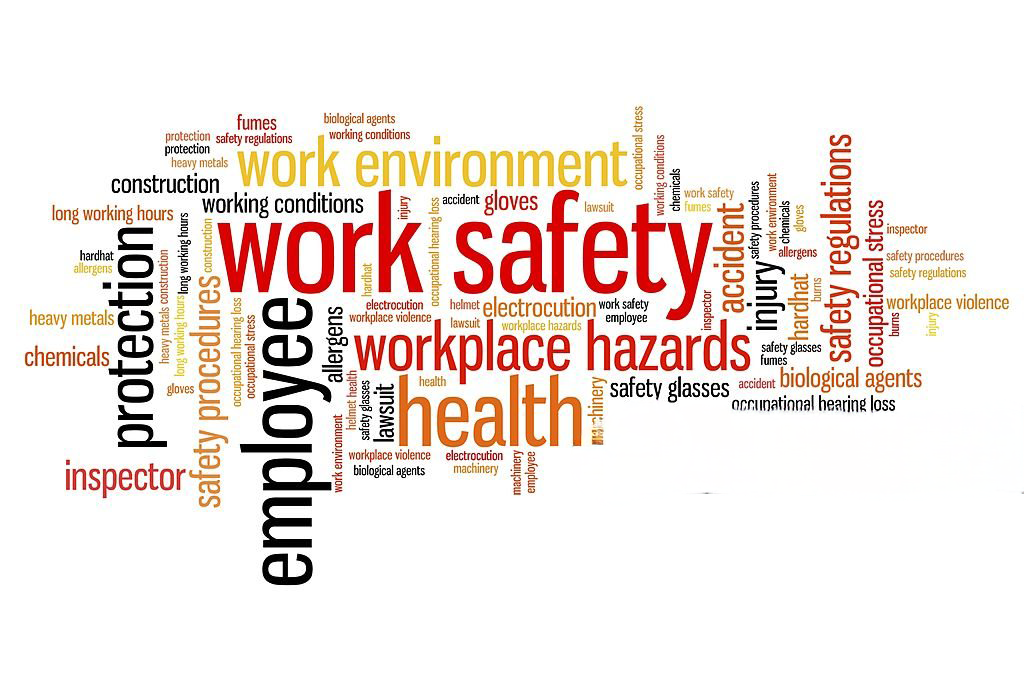 fumes
biological agents
protection
safety regulations
working conditions
protection
heavy metals
work environment
occupational stress
working conditions
chemicals
construction
working conditions
injury
accident
gloves
lawsuit
work safety
fumes
long working hours
long working hours
construction
work safety
occupational hearing loss
accident
safety procedures
work environment
chemicals
gloves
allergens
safety regulations
occupational stress
inspector
safety procedures
safety regulations
hardhat
allergens
protection
heavy metals
construction
long working hours
safety procedures
occupational hearing loss
occupational stress
hardhat
electrocution
workplace violence
helmet
electrocution
work safety
employee
lawsuit
workplace hazards
inspector
injury
hardhat
burns
burns
workplace violence
injury
heavy metals
chemicals
gloves
employee
allergens
workplace hazards
safety glasses
fumes
health
helmet
safety glasses
lawsuit
health
health
machinery
safety glasses
accident
biological agents
occupational hearing loss
inspector
work environment
workplace violence
biological agents
electrocution
machinery
machinery
employee